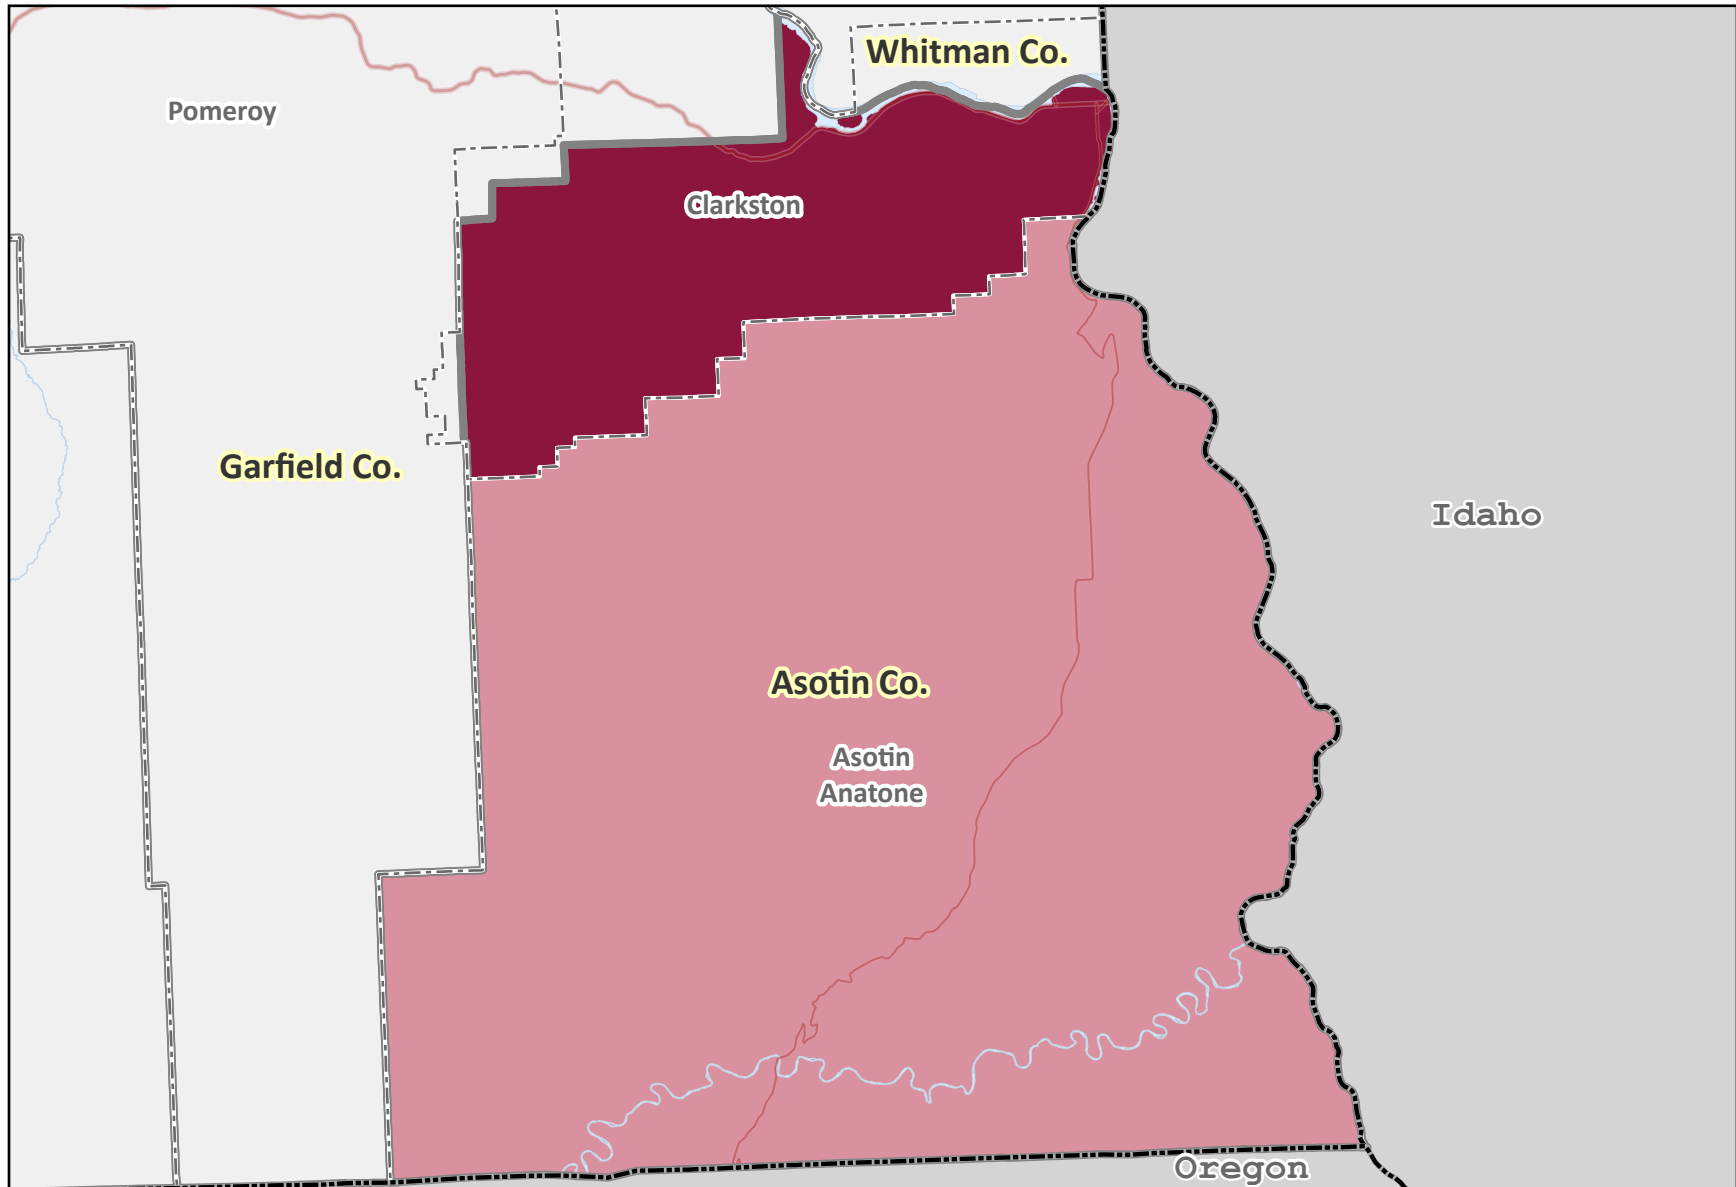 Whitman Co.
Pomeroy
Clarkston
Garfield Co.
Idaho
Asotin Co.
Asotin
Anatone
Oregon